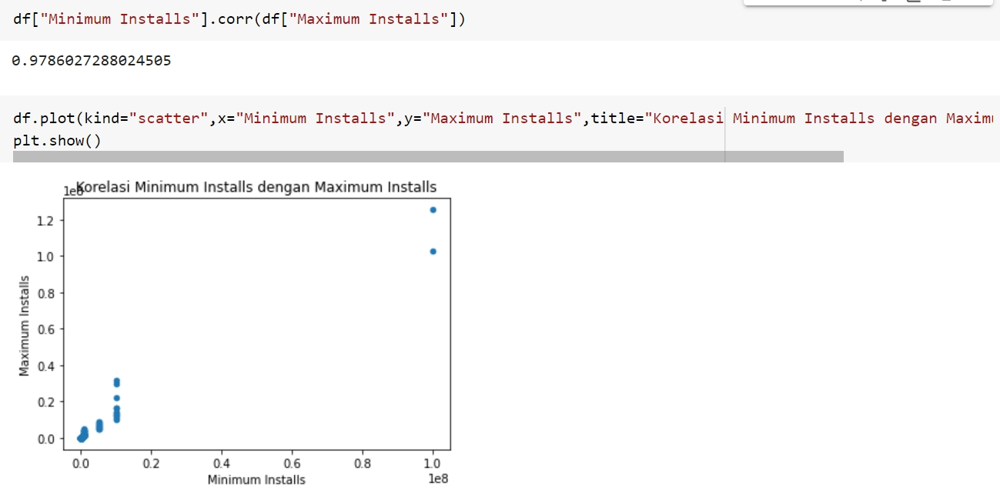 df["Minimum Installs"].corr(df["Maximum Installs"])
0.9786027288024505
df.plot(kind="scatter",x="Minimum Installs",y="Maximum Installs",title="Korelasi Minimum Installs dengan Maximu
plt.show()
Korelasi Minimum Installs dengan Maximum Installs
1e8
1.2
1.0
0.8
0.6
0.4
0.2
0.0
Maximum Installs
0.0 0.2 0.4 0.6 0.8 1.0
1e8
Minimum Installs